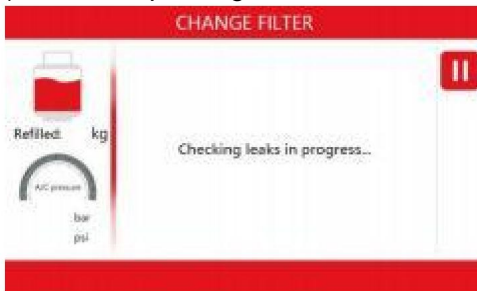 CHANGE FILTER
Refilled: kg
A/C pressure
bar
psi
Checking leaks in progress...